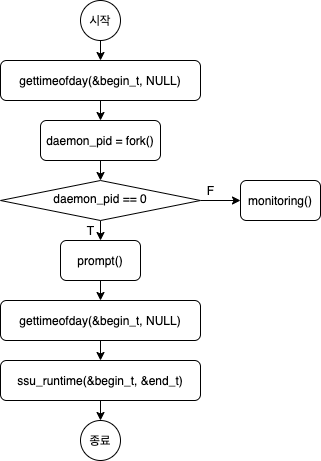 시작
gettimeofday(&begin_t, NULL)
daemon_pid = fork()
daemon_pid == 0
F
monitoring()
T
prompt()
gettimeofday(&begin_t, NULL)
ssu_runtime(&begin_t, &end_t)
종료